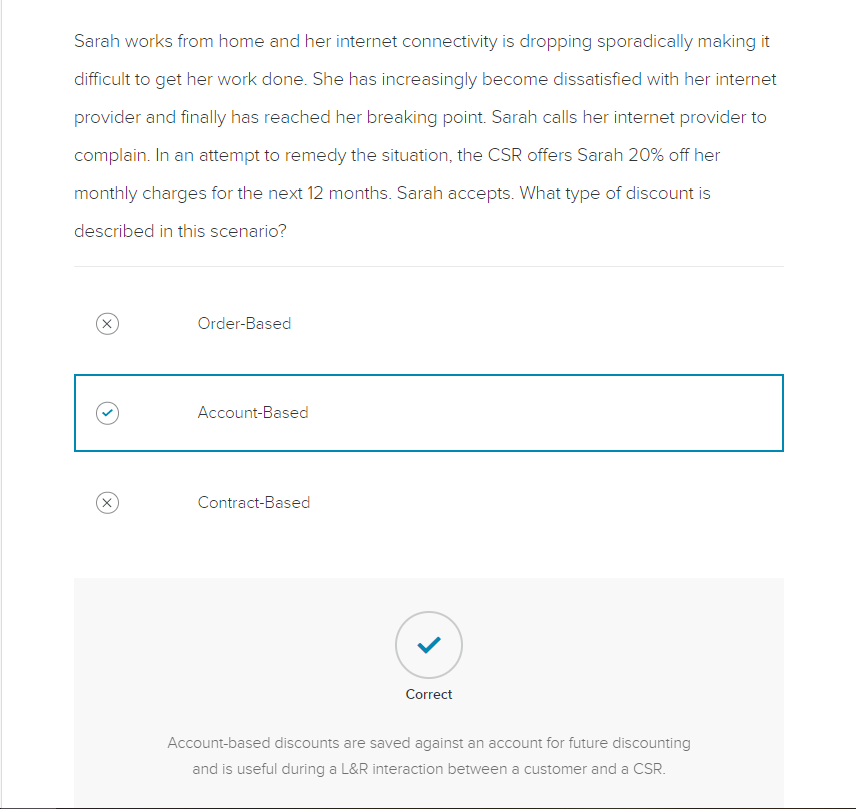 Sarah works from home and her internet connectivity is dropping sporadically making it
difficult to get her work done. She has increasingly become dissatisfied with her internet
provider and finally has reached her breaking point. Sarah calls her internet provider to
complain. In an attempt to remedy the situation, the CSR offers Sarah 20% off her
monthly charges for the next 12 months. Sarah accepts. What type of discount is
described in this scenario?
Order-Based
Account-Based
Contract-Based
Correct
Account-based discounts are saved against an account for future discounting
and is useful during a L&R interaction between a customer and a CSR.